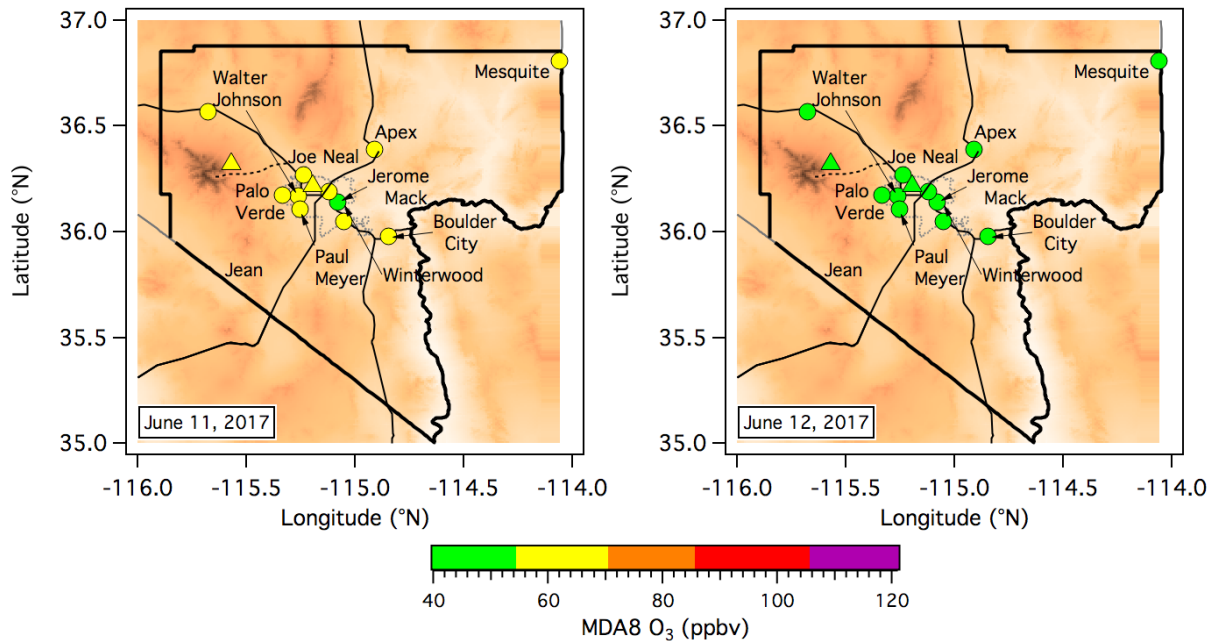 37.0
36.5
36.0
35.5
35.0
Latitude (°N)
Walter
Johnson
Mesquite
Apex
Joe Neal
Palo
Verde
Jerome
Mack
Boulder
City
Jean
Paul
Meyer
Winterwood
June 11, 2017
-116.0 -115.5 -115.0 -114.5 -114.0
Longitude (°N)
37.0
36.5
36.0
35.5
35.0
Latitude (°N)
Walter
Johnson
Mesquite
Apex
Joe Neal
Palo
Verde
Jerome
Mack
Boulder
City
Jean
Paul
Meyer
Winterwood
June 12, 2017
-116.0 -115.5 -115.0 -114.5 -114.0
Longitude (°N)
40 60 80 100 120
MDA8 O₃ (ppbv)